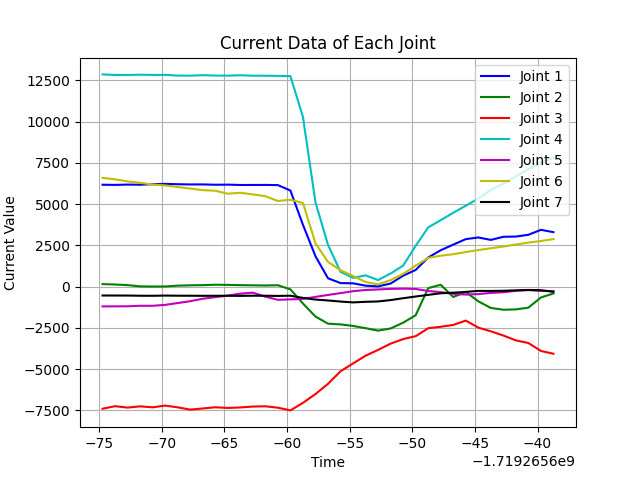 Current Data of Each Joint
Current Value
12500
10000
7500
5000
2500
0
−2500
−5000
−7500
Joint 1
Joint 2
Joint 3
Joint 4
Joint 5
Joint 6
Joint 7
−75 −70 −65 −60 −55 −50 −45 −40
Time
−1.7192656e9